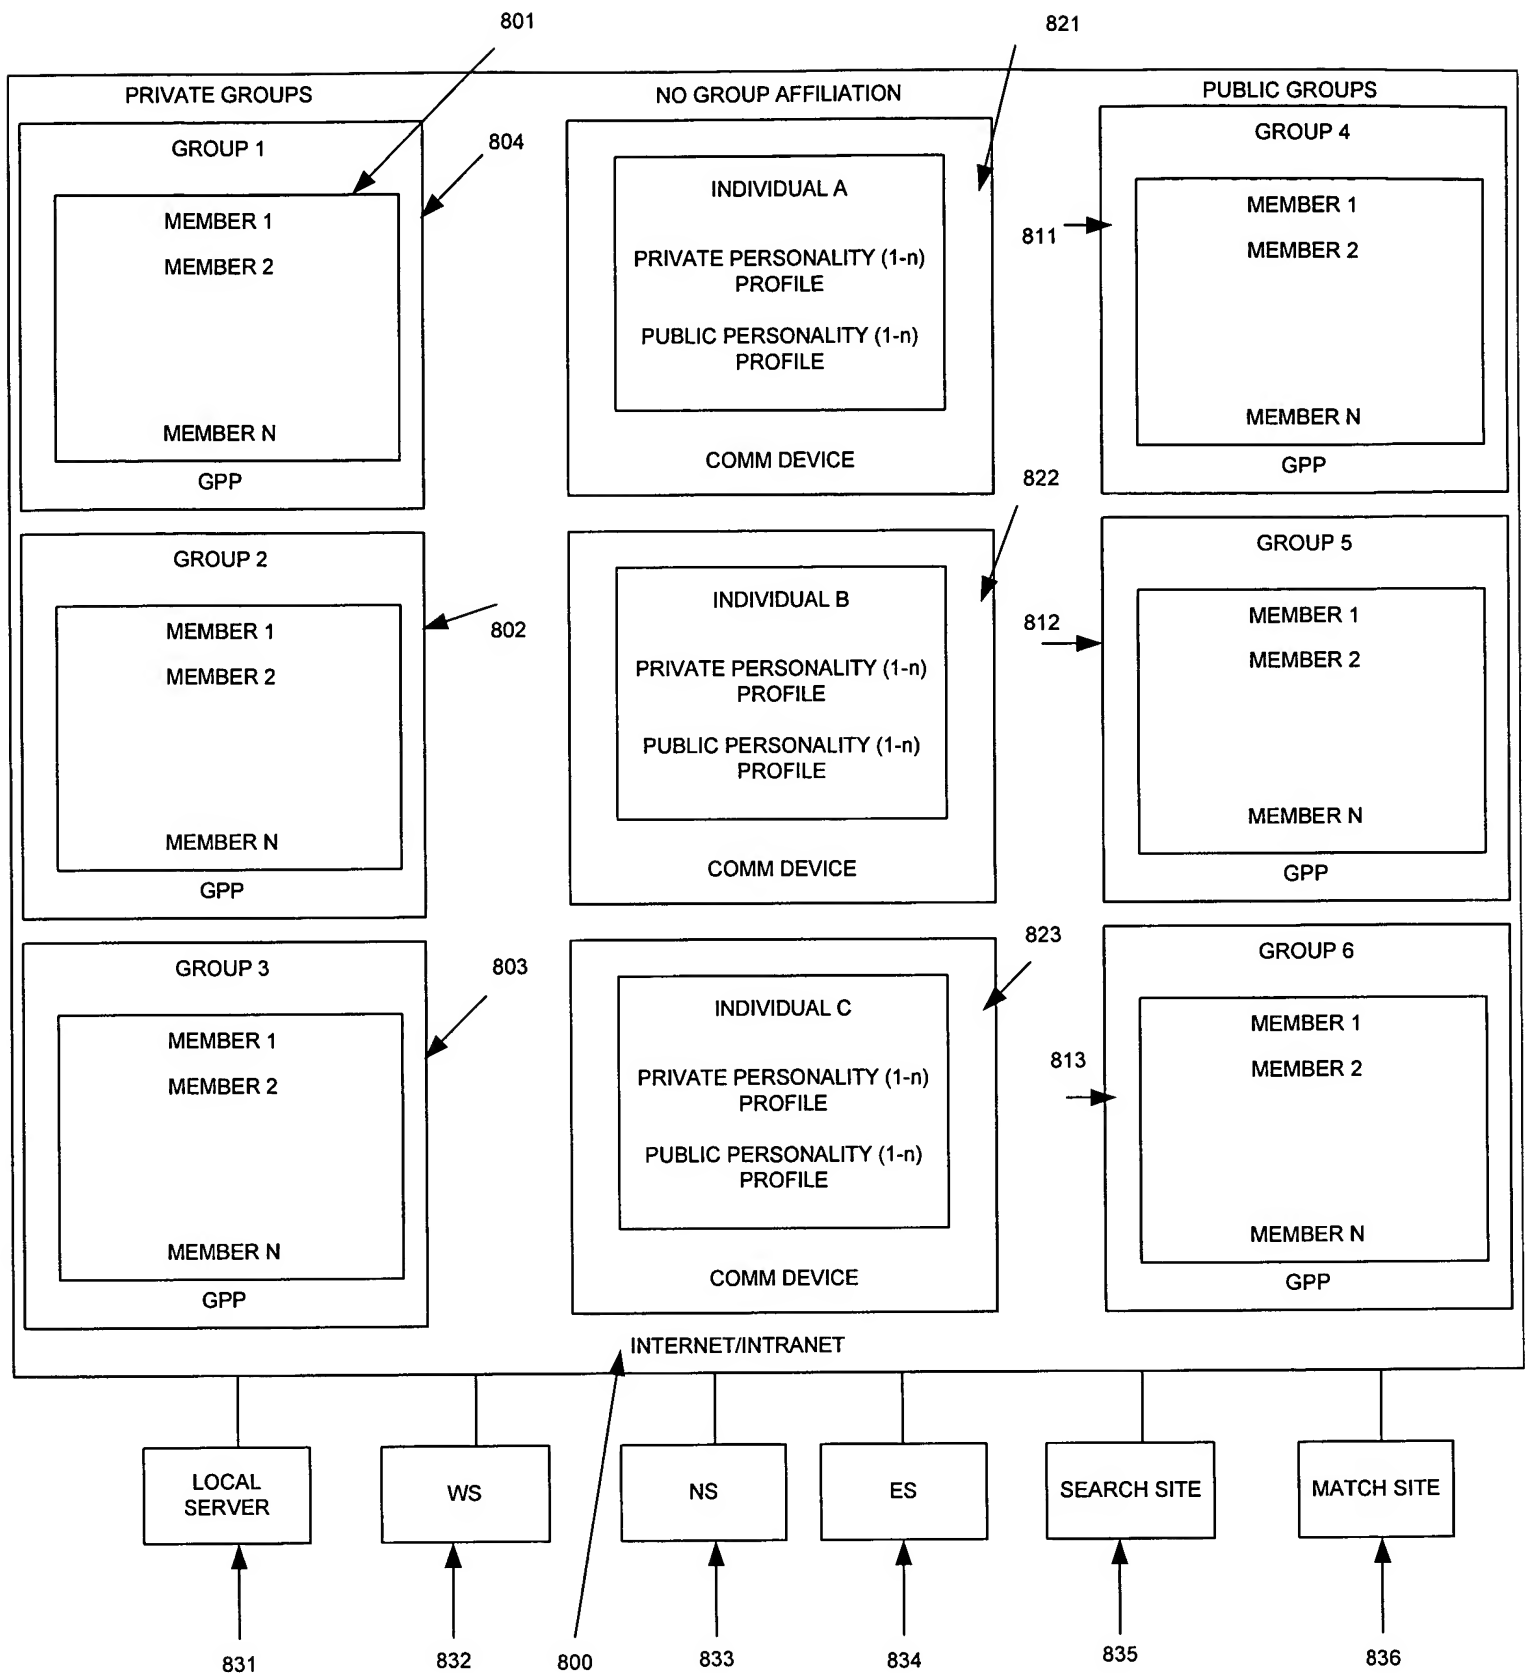 801
821
PRIVATE GROUPS
NO GROUP AFFILIATION
PUBLIC GROUPS
GROUP 1
804
MEMBER 1
MEMBER 2
MEMBER N
GPP
INDIVIDUAL A
PRIVATE PERSONALITY (1-n)
PROFILE
PUBLIC PERSONALITY (1-n)
PROFILE
COMM DEVICE
811
GROUP 4
MEMBER 1
MEMBER 2
MEMBER N
GPP
822
GROUP 2
802
MEMBER 1
MEMBER 2
MEMBER N
GPP
INDIVIDUAL B
PRIVATE PERSONALITY (1-n)
PROFILE
PUBLIC PERSONALITY (1-n)
PROFILE
COMM DEVICE
812
GROUP 5
MEMBER 1
MEMBER 2
MEMBER N
GPP
823
GROUP 3
803
MEMBER 1
MEMBER 2
MEMBER N
GPP
INDIVIDUAL C
PRIVATE PERSONALITY (1-n)
PROFILE
PUBLIC PERSONALITY (1-n)
PROFILE
COMM DEVICE
813
GROUP 6
MEMBER 1
MEMBER 2
MEMBER N
GPP
INTERNET/INTRANET
LOCAL
SERVER
WS
NS
ES
SEARCH SITE
MATCH SITE
831
832
800
833
834
835
836